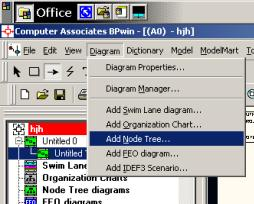 Office
Computer Associates BPwin - [(A0) hjh]
File Edit View Diagram Dictionary Model ModelMart
Diagram Properties...
Diagram Manager...
Add Swim Lane diagram...
Add Organization Chart...
Add Node Tree...
Add FEO diagram...
Add IDEF3 Scenario...
hjh
Untitled 0
Untitled
Swim Lane
Organization Charts
Node Tree diagrams
FEO diagrams